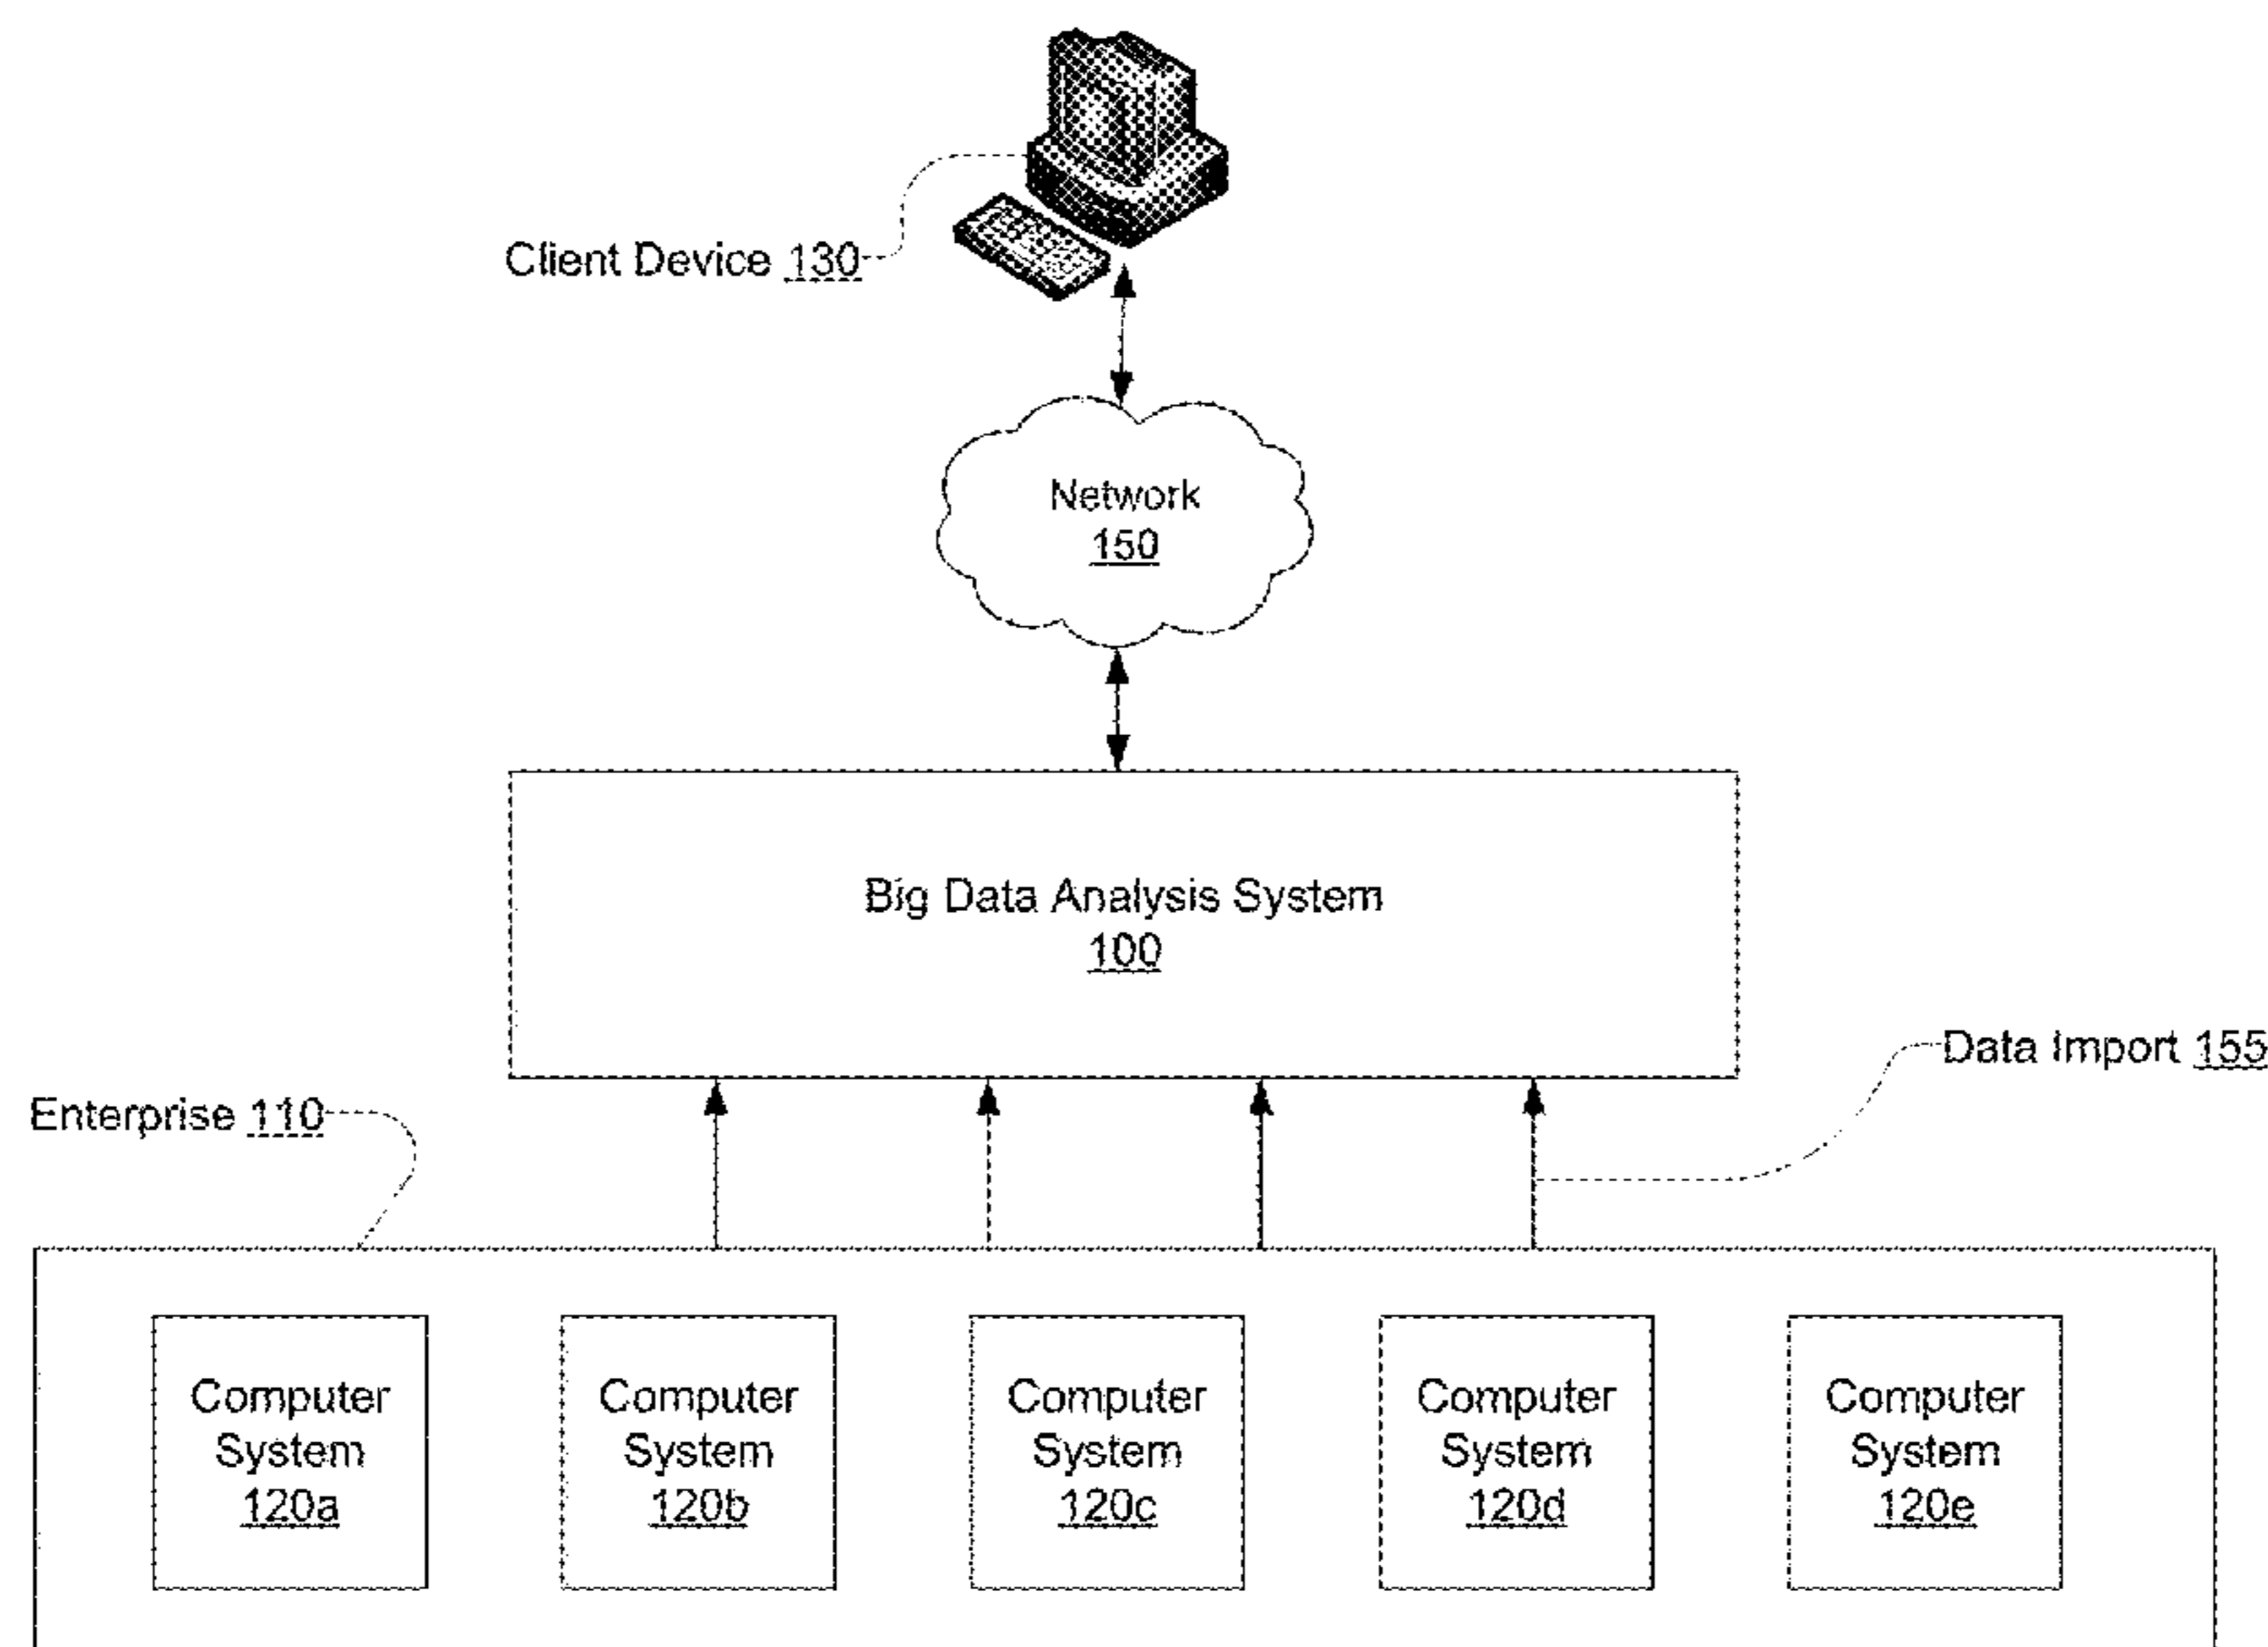 Client Device 130
Network
150
Big Data Analysis System
100
Data Import 155
Enterprise 110
Computer
System
120a
Computer
System
120b
Computer
System
120c
Computer
System
120d
Computer
System
120e